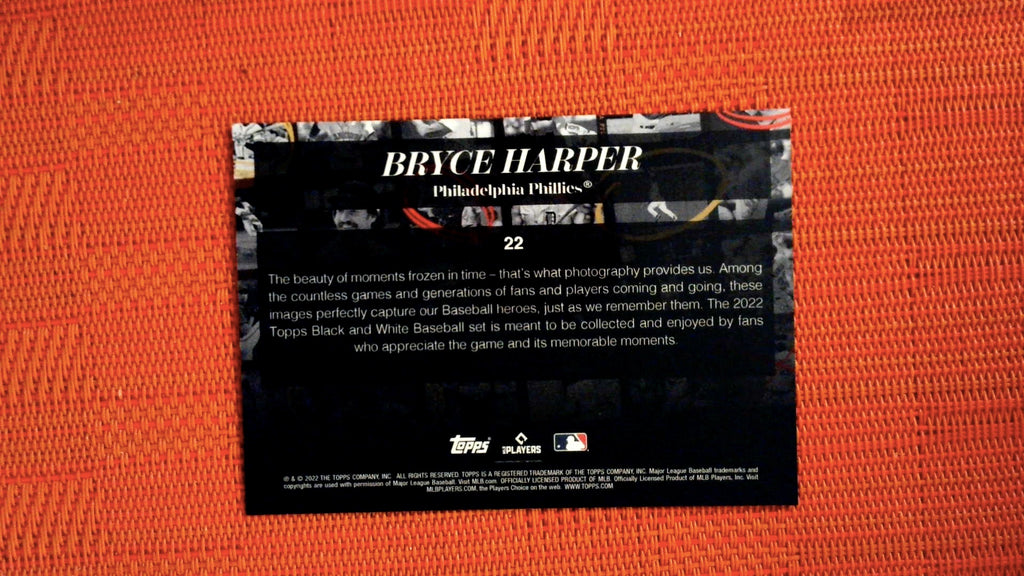 BRYCE HARPER
Philadelphia Phillies®
22
The beauty of moments frozen in time – that's what photography provides us. Among
the countless games and generations of fans and players coming and going, these
images perfectly capture our Baseball heroes, just as we remember them. The 2022
Topps Black and White Baseball set is meant to be collected and enjoyed by fans
who appreciate the game and its memorable moments.
topps PLAYERS
® & © 2022 THE TOPPS COMPANY, INC. ALL RIGHTS RESERVED. TOPPS IS A REGISTERED TRADEMARK OF THE TOPPS COMPANY, INC. Major League Baseball trademarks and
copyrights are used with permission of Major League Baseball. Visit MLB.com OFFICIALLY LICENSED PRODUCT OF MLB. Officially Licensed Product of MLB Players, Inc. Visit
MLBPLAYERS.COM, the Players Choice on the web. WWW.TOPPS.COM